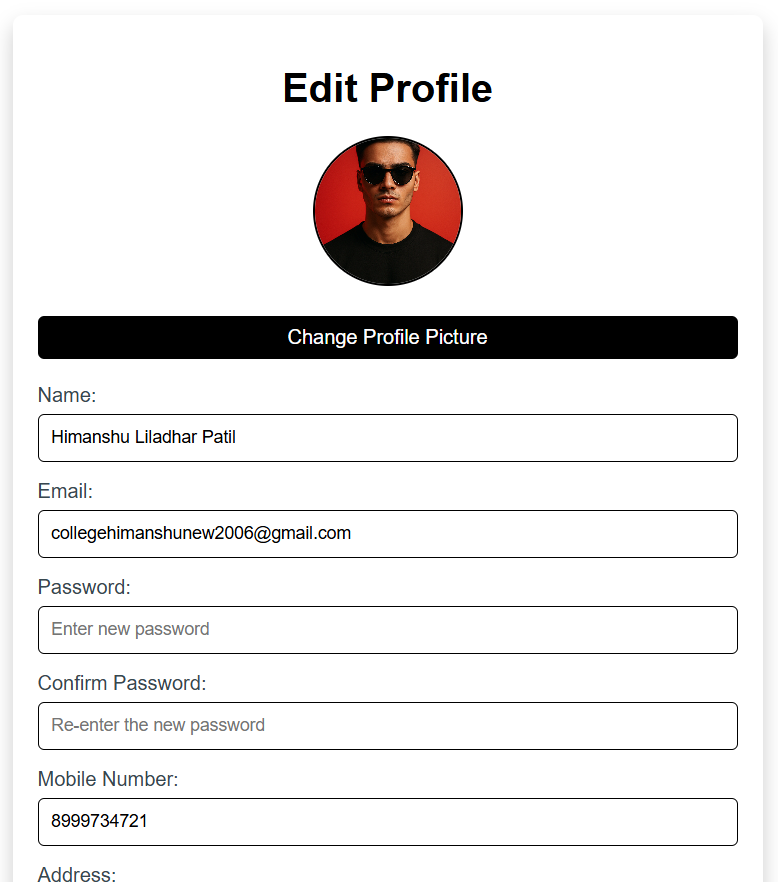 Edit Profile
Change Profile Picture
Name:
Himanshu Liladhar Patil
Email:
collegehimanshunew2006@gmail.com
Password:
Enter new password
Confirm Password:
Re-enter the new password
Mobile Number:
8999734721
Address: